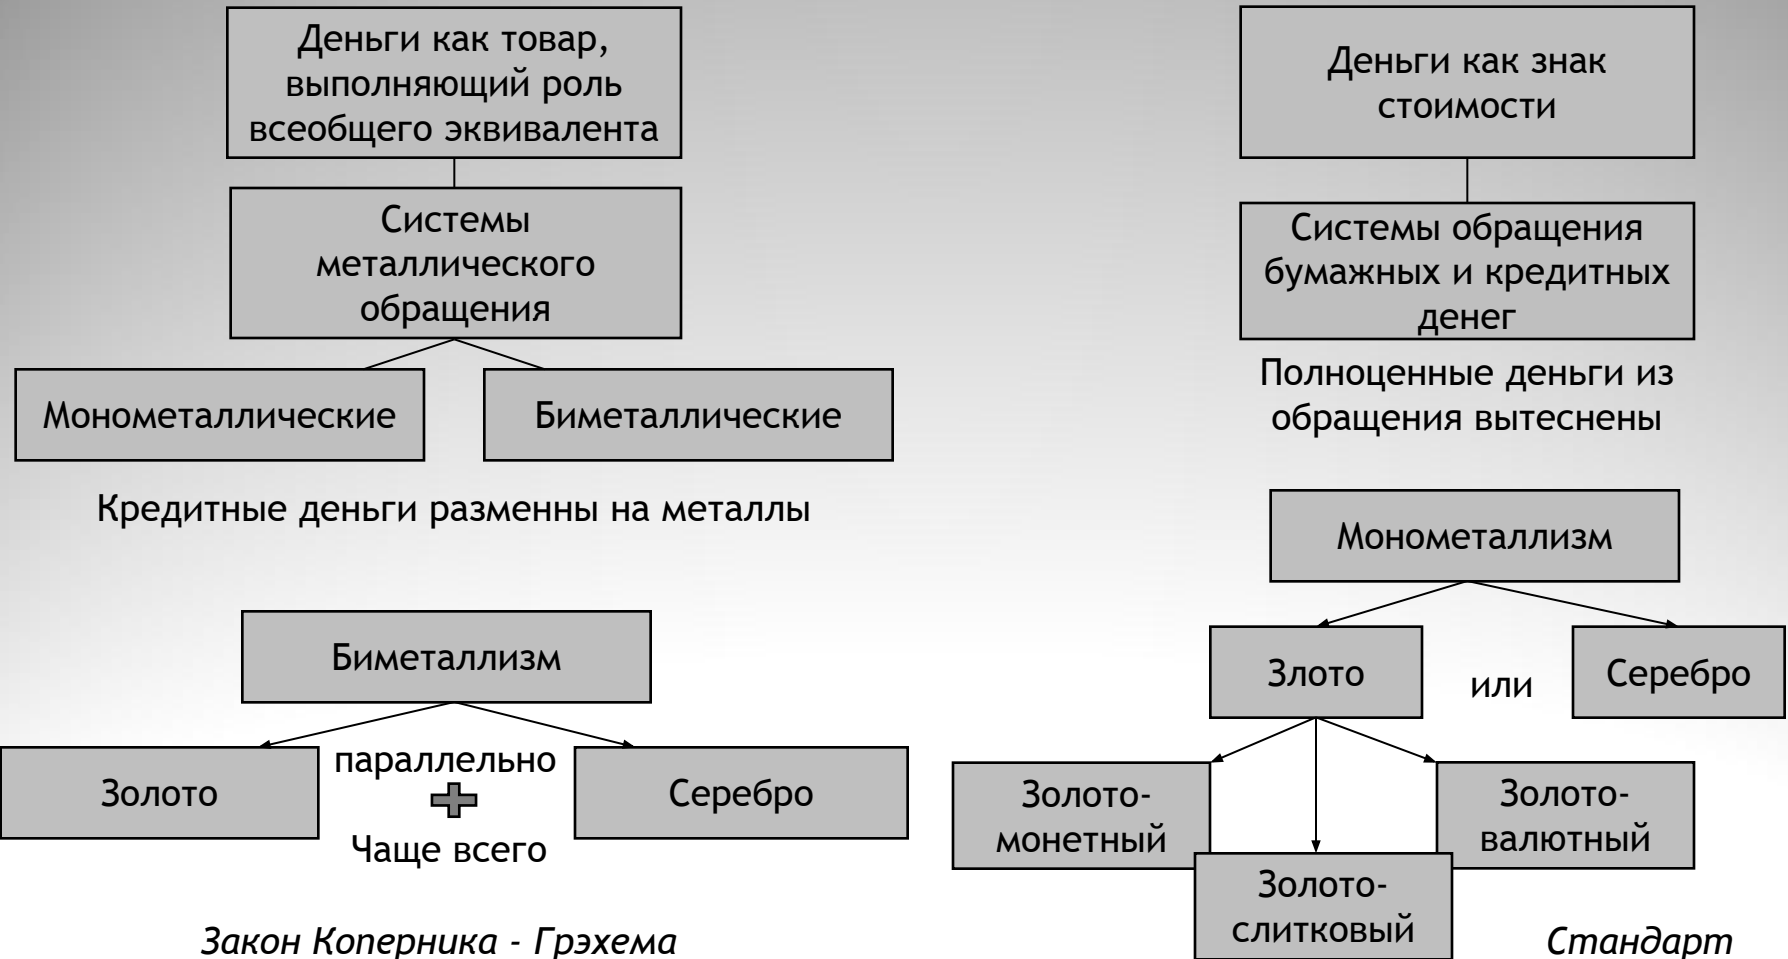 Деньги как товар,
выполняющий роль
всеобщего эквивалента
Системы
металлического
обращения
Монометаллические
Биметаллические
Кредитные деньги разменны на металлы
Биметаллизм
Золото
параллельно
Чаще всего
Серебро
Закон Коперника - Грэхема
Деньги как знак
стоимости
Системы обращения
бумажных и кредитных
денег
Полноценные деньги из
обращения вытеснены
Монометаллизм
Злото
или
Серебро
Золото-
монетный
Золото-
слитковый
Золото-
валютный
Стандарт